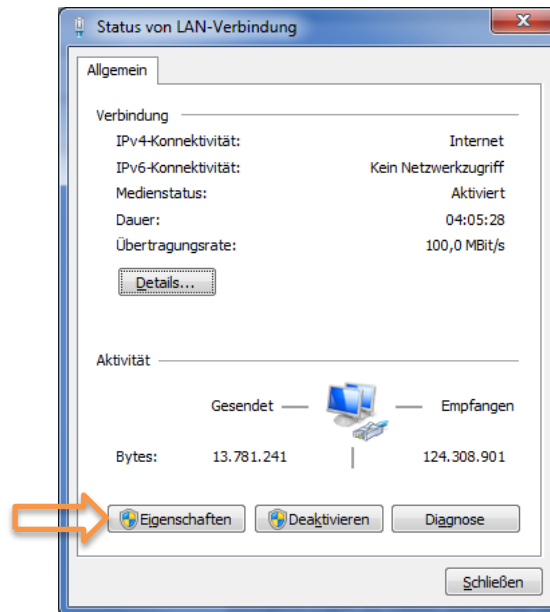 Status von LAN-Verbindung
Allgemein
Verbindung
IPv4-Konnektivität: Internet
IPv6-Konnektivität: Kein Netzwerkzugriff
Medienstatus: Aktiviert
Dauer: 04:05:28
Übertragungsrate: 100,0 MBit/s
Details...
Aktivität
Gesendet Empfangen
Bytes: 13.781.241 124.308.901
Eigenschaften Deaktivieren Diagnose
Schließen